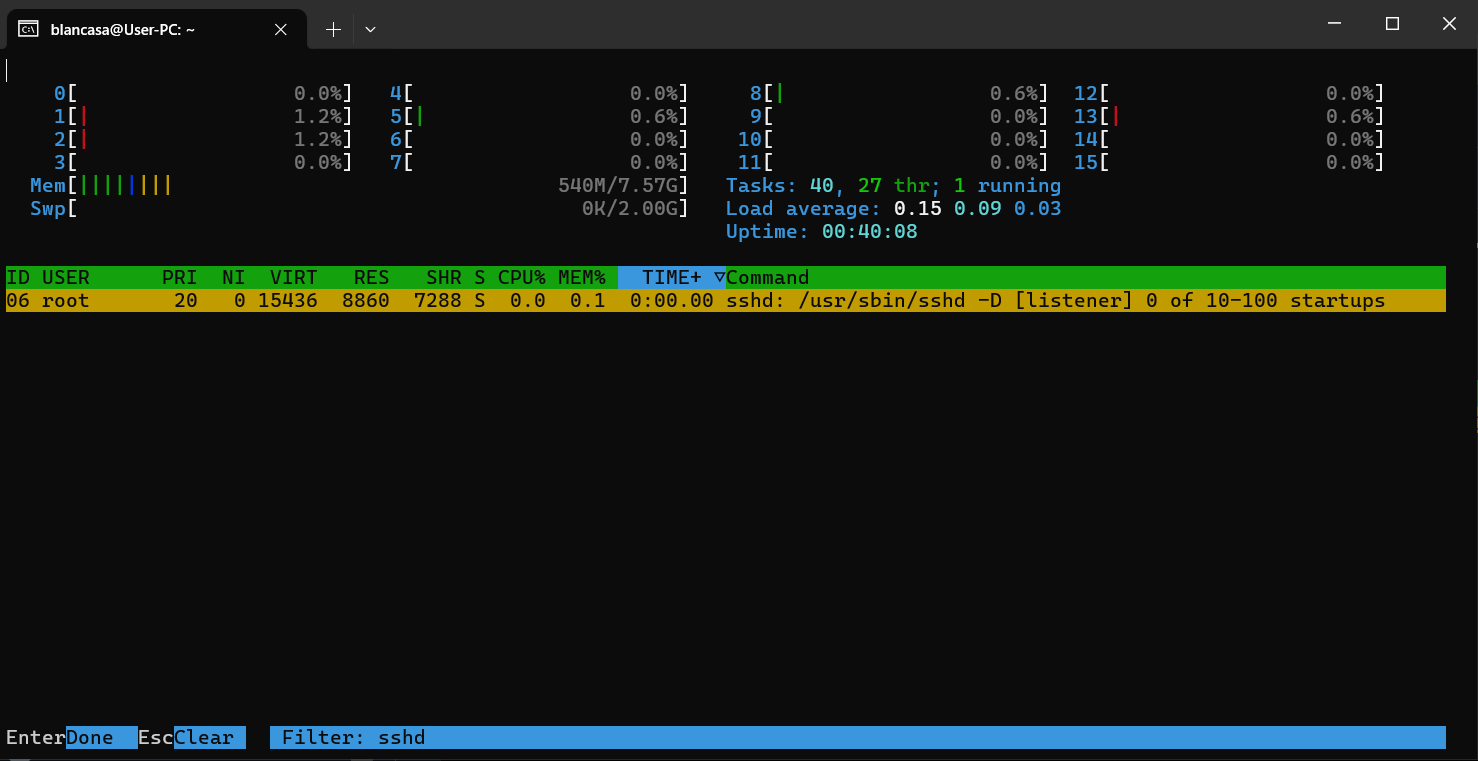 blancasa@User-PC: ~
0[ 0.0%] 4[ 0.0%] 8[| 0.6%] 12[ 0.0%]
1[| 1.2%] 5[| 0.6%] 9[ 0.0%] 13[| 0.6%]
2[| 1.2%] 6[ 0.0%] 10[ 0.0%] 14[ 0.0%]
3[ 0.0%] 7[ 0.0%] 11[ 0.0%] 15[ 0.0%]
Mem[|||||||| 540M/7.57G] Tasks: 40, 27 thr; 1 running
Swp[ 0K/2.00G] Load average: 0.15 0.09 0.03
Uptime: 00:40:08
ID USER PRI NI VIRT RES SHR S CPU% MEM% TIME+ ▽Command
06 root 20 0 15436 8860 7288 S 0.0 0.1 0:00.00 sshd: /usr/sbin/sshd -D [listener] 0 of 10-100 startups
EnterDone EscClear Filter: sshd